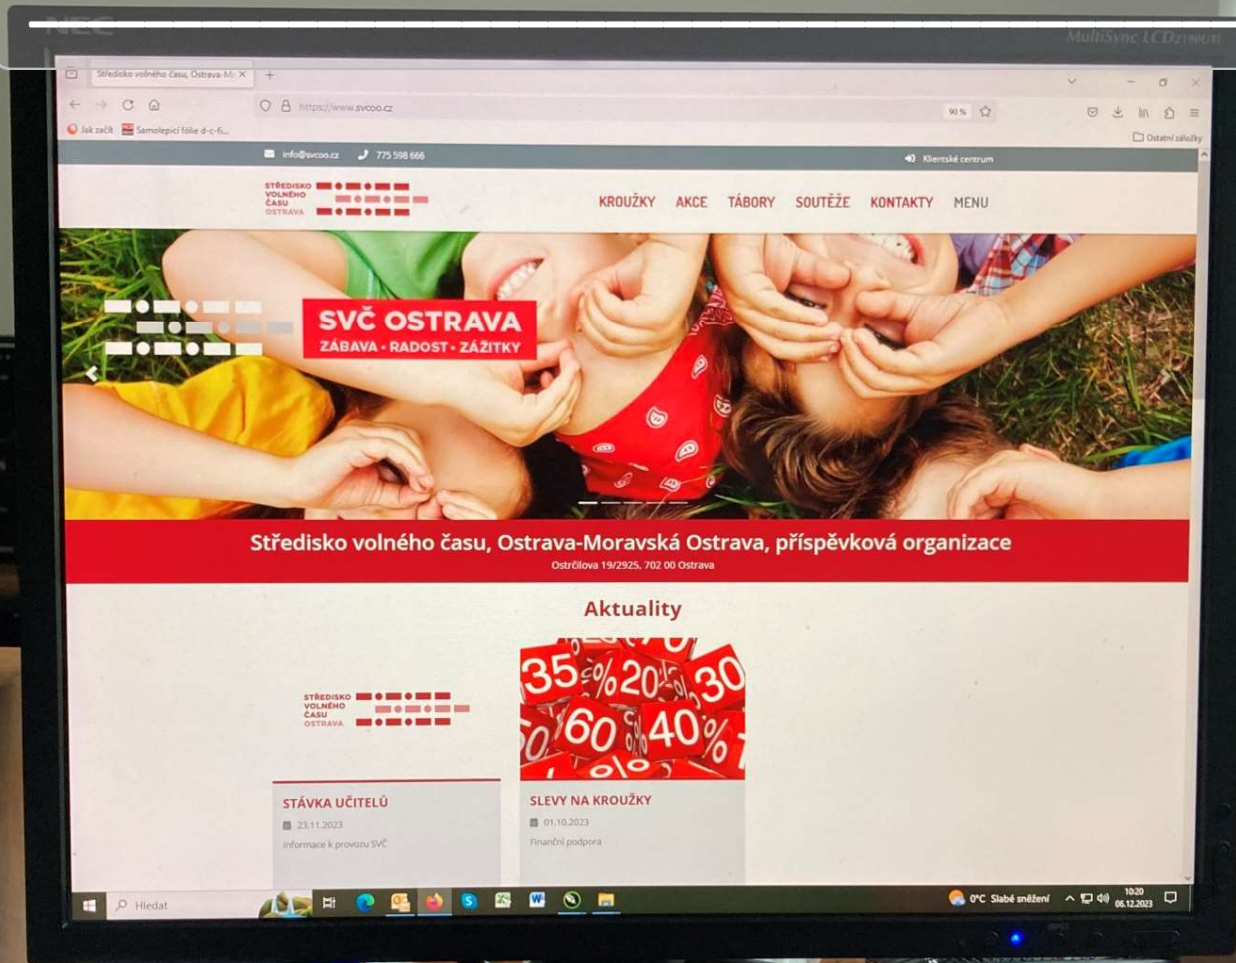 NEC
MultiSync LCD2190UXi
Středisko volného času, Ostrava-Mo
https://www.svcoo.cz
90 %
Jak začít
Samolepicí fólie d-c-fi...
Ostatní záložky
info@svcoo.cz
775 598 666
Klientské centrum
STŘEDISKO
VOLNÉHO
ČASU
OSTRAVA
KROUŽKY
AKCE
TÁBORY
SOUTĚŽE
KONTAKTY
MENU
SVČ OSTRAVA
ZÁBAVA • RADOST • ZÁŽITKY
Středisko volného času, Ostrava-Moravská Ostrava, příspěvková organizace
Ostrčilova 19/2925, 702 00 Ostrava
Aktuality
STŘEDISKO
VOLNÉHO
ČASU
OSTRAVA
35 % 20 % 30
60 % 40 %
%
STÁVKA UČITELŮ
23.11.2023
Informace k provozu SVČ
SLEVY NA KROUŽKY
01.10.2023
Finanční podpora
Hledat
0°C Slabé sněžení
10:20
06.12.2023